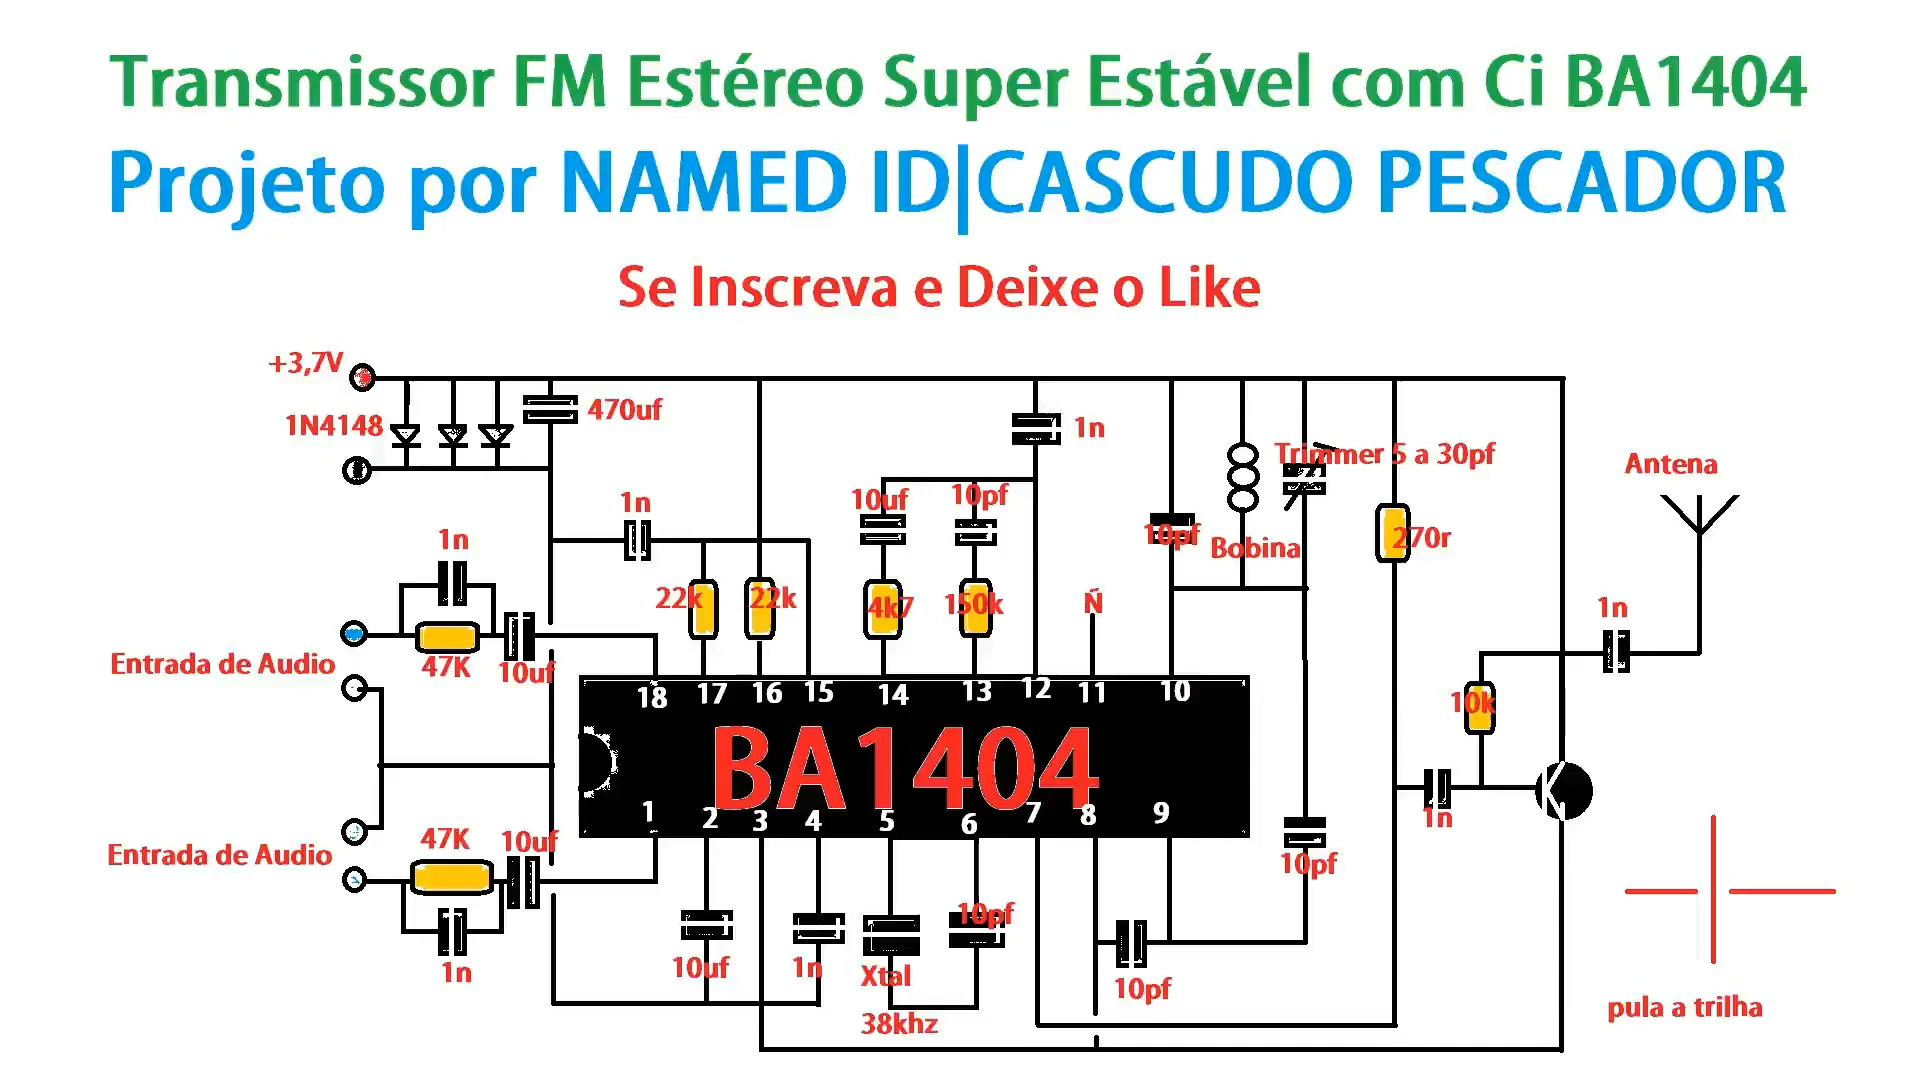 Transmissor FM Estéreo Super Estável com Ci BA1404
Projeto por NAMED ID|CASCUDO PESCADOR
Se Inscreva e Deixe o Like
+3,7V
1N4148
470uf
1n
Trimmer 5 a 30pf
Antena
1n
10uf
10pf
10pf
Bobina
270r
1n
22k
22k
4k7
150k
Ñ
1n
Entrada de Audio
47K
10uf
10k
18 17 16 15 14 13 12 11 10
BA1404
1 2 3 4 5 6 7 8 9
1n
Entrada de Audio
47K
10uf
10pf
1n
10uf
1n
Xtal
38khz
10pf
10pf
pula a trilha